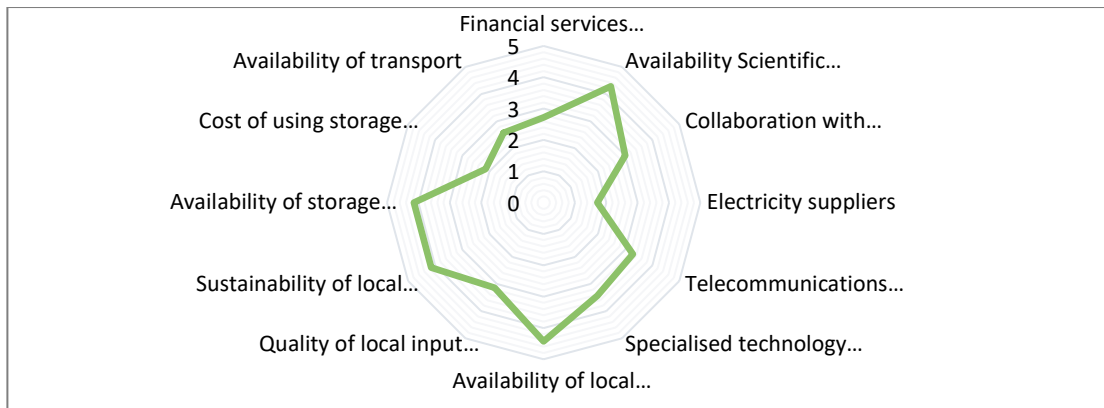 Financial services…
5
Availability of transport
Availability Scientific…
4
Cost of using storage…
3
Collaboration with…
2
1
Availability of storage…
0
Electricity suppliers
Sustainability of local…
Telecommunications…
Quality of local input…
Specialised technology…
Availability of local…